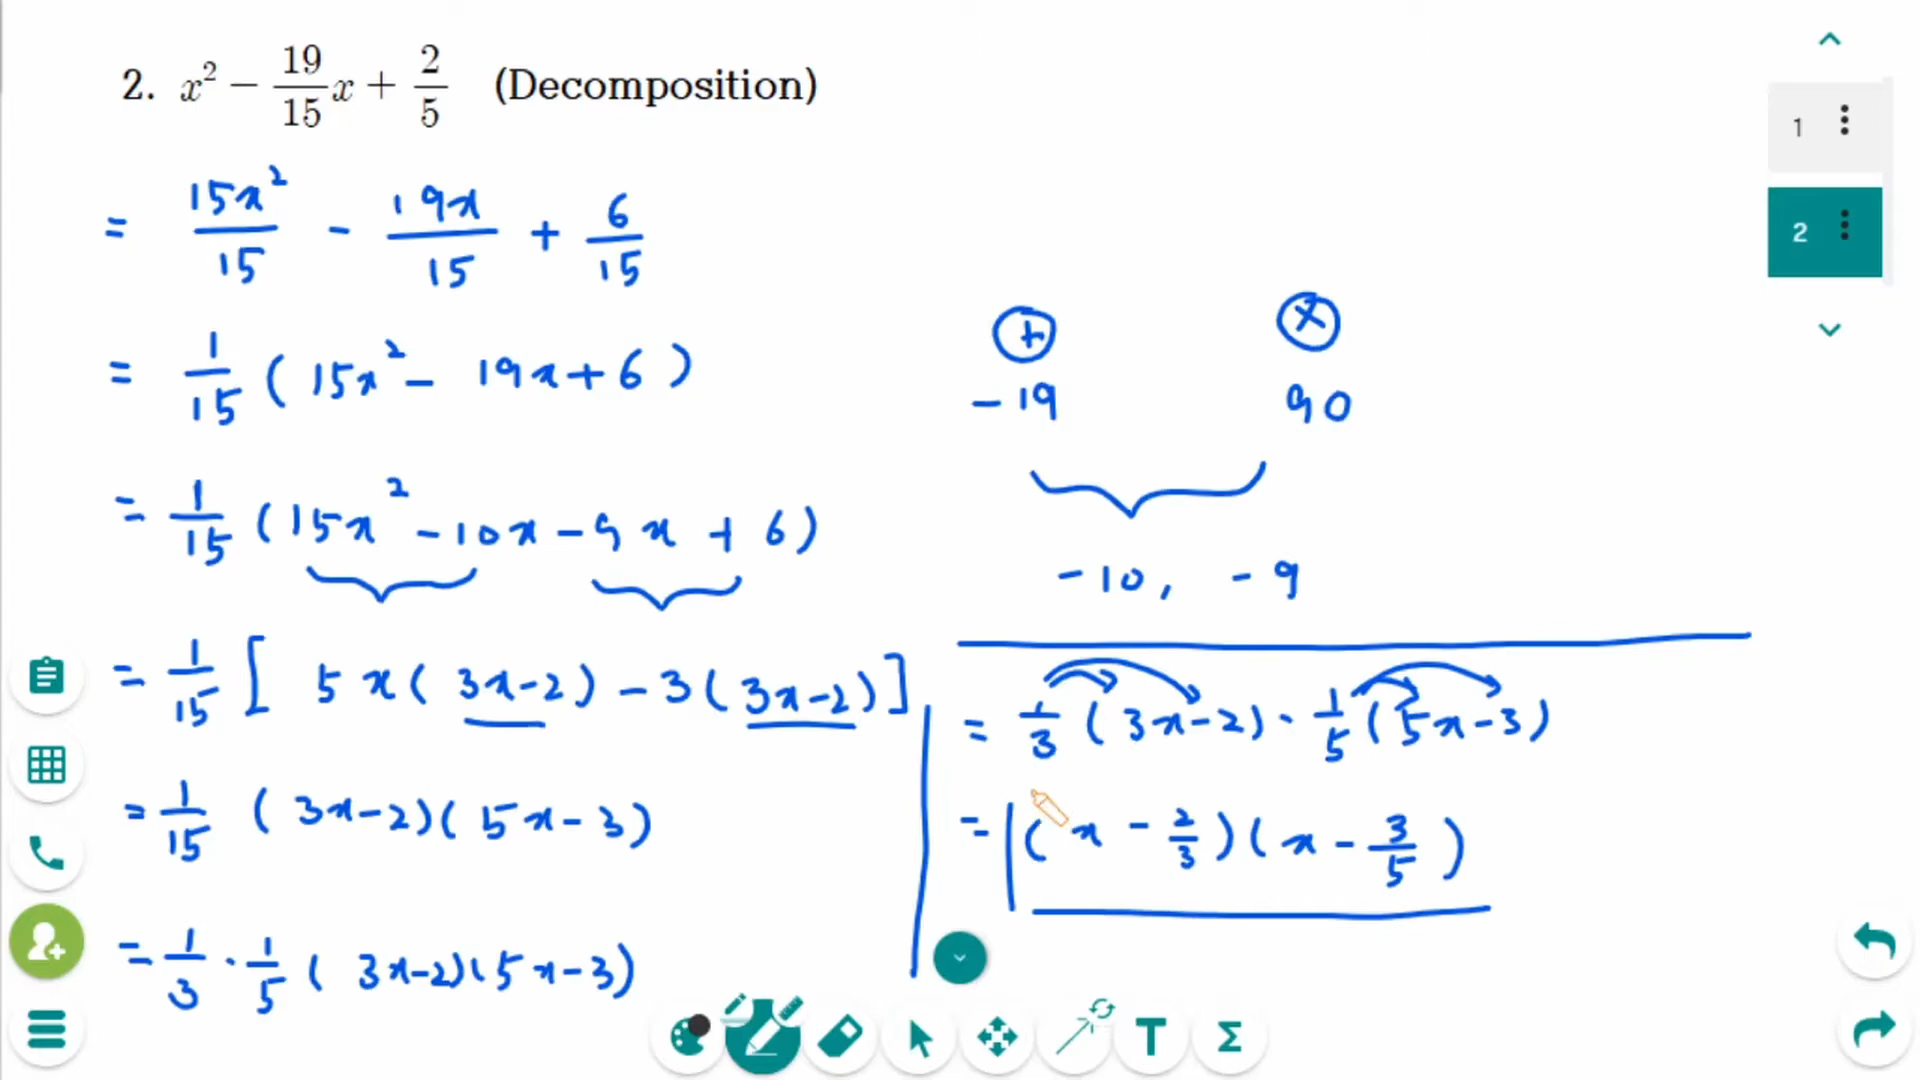 2. x² − 19/15 x + 2/5 (Decomposition)
= 15x²/15 - 19x/15 + 6/15
= 1/15 (15x² - 19x + 6)
= 1/15 (15x² - 10x - 9x + 6)
= 1/15 [ 5x(3x-2) - 3(3x-2)]
= 1/15 (3x-2)(5x-3)
= 1/3 · 1/5 (3x-2)(5x-3)
+ ×
-19 90
-10, -9
= 1/3 (3x-2) · 1/5 (5x-3)
= (x - 2/3)(x - 3/5)
1
2
T Σ